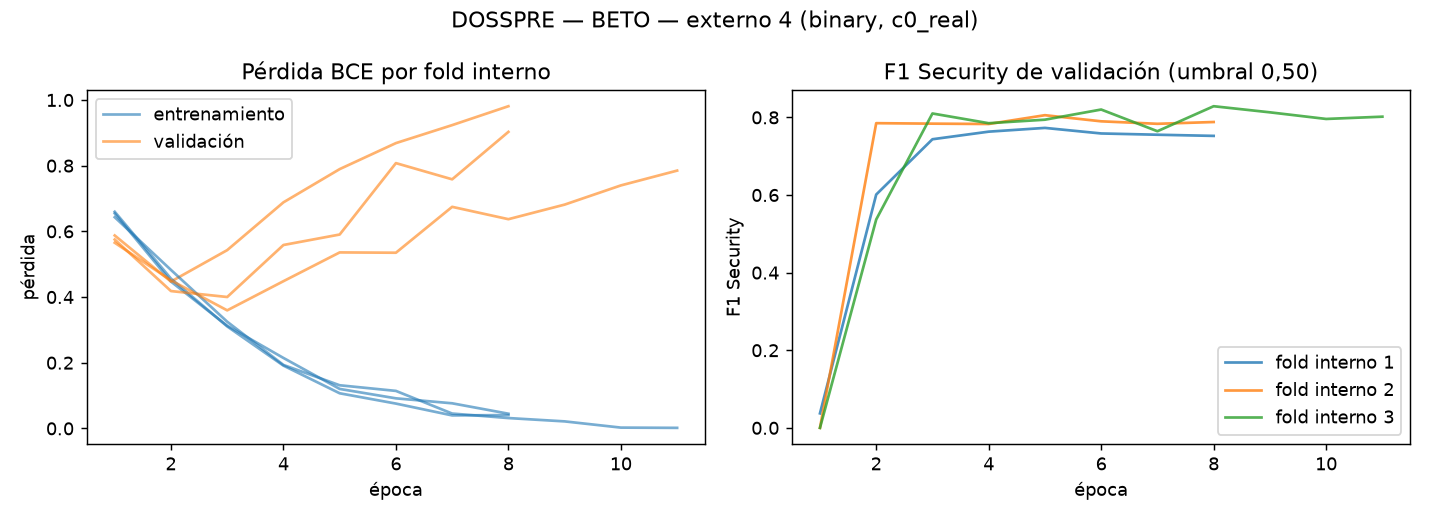 DOSSPRE — BETO — externo 4 (binary, c0_real)
Pérdida BCE por fold interno
entrenamiento
validación
1.0
0.8
0.6
0.4
0.2
0.0
pérdida
2
4
6
8
10
época
F1 Security de validación (umbral 0,50)
0.8
0.6
0.4
0.2
0.0
F1 Security
fold interno 1
fold interno 2
fold interno 3
2
4
6
8
10
época